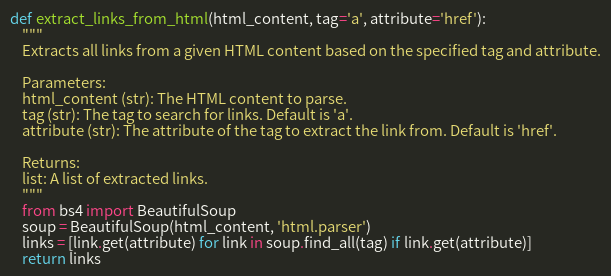 def extract_links_from_html(html_content, tag='a', attribute='href'):
"""
Extracts all links from a given HTML content based on the specified tag and attribute.
Parameters:
html_content (str): The HTML content to parse.
tag (str): The tag to search for links. Default is 'a'.
attribute (str): The attribute of the tag to extract the link from. Default is 'href'.
Returns:
list: A list of extracted links.
"""
from bs4 import BeautifulSoup
soup = BeautifulSoup(html_content, 'html.parser')
links = [link.get(attribute) for link in soup.find_all(tag) if link.get(attribute)]
return links